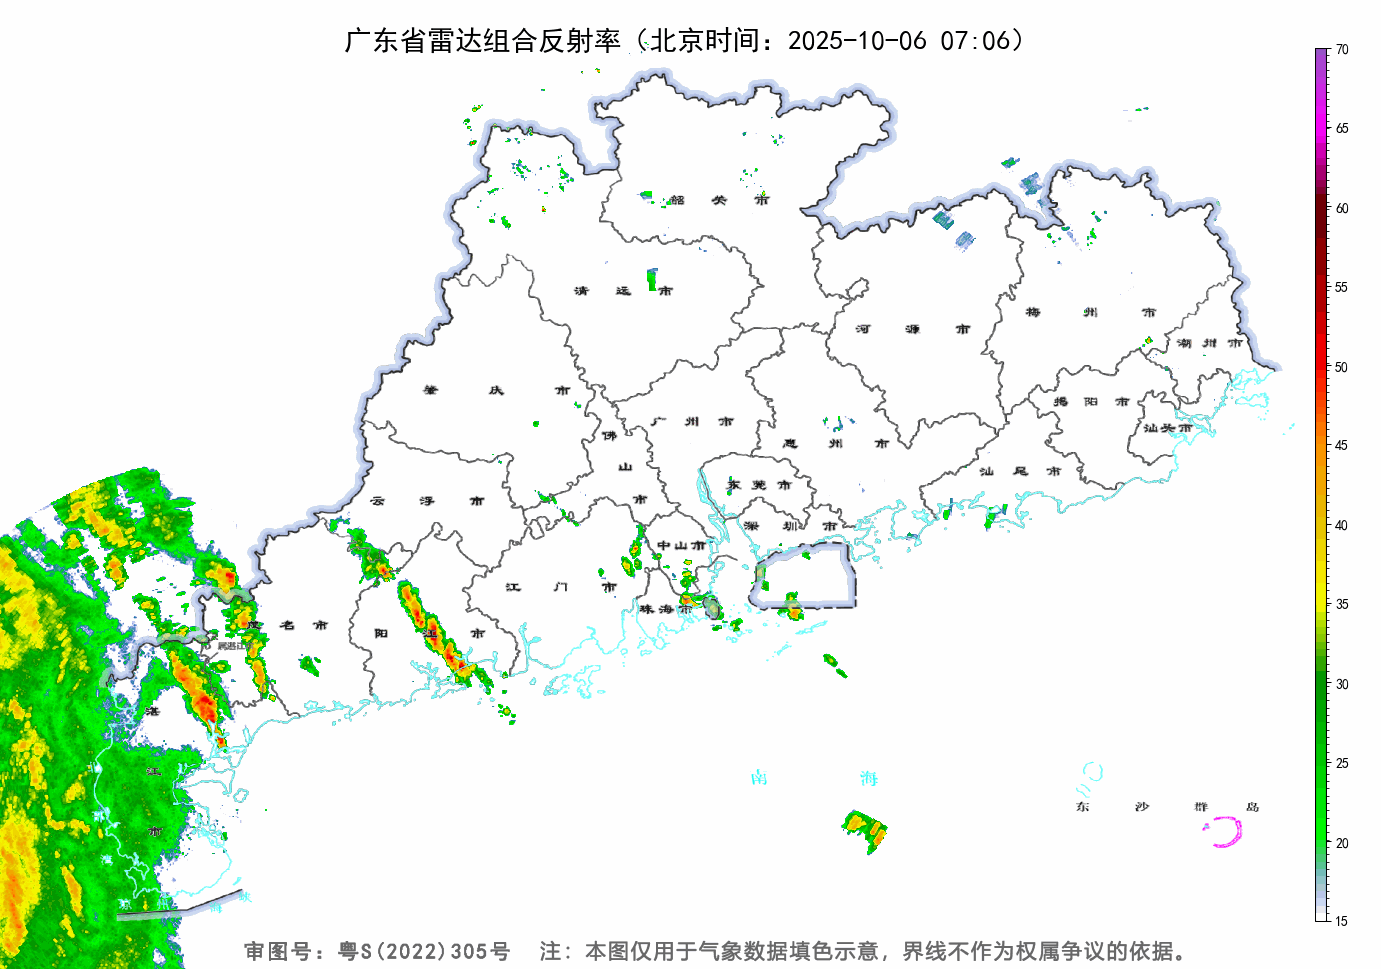 广东省雷达组合反射率（北京时间：2025-10-06 07:06）
70
65
60
55
50
45
40
35
30
25
20
15
韶关市
清远市
河源市
梅州市
潮州市
肇庆市
广州市
揭阳市
汕头市
佛山市
惠州市
汕尾市
云浮市
东莞市
深圳市
中山市
江门市
珠海市
茂名市
阳江市
属湛江
湛江市
南海
东沙群岛
海峡
审图号：粤S(2022)305号 注：本图仅用于气象数据填色示意，界线不作为权属争议的依据。